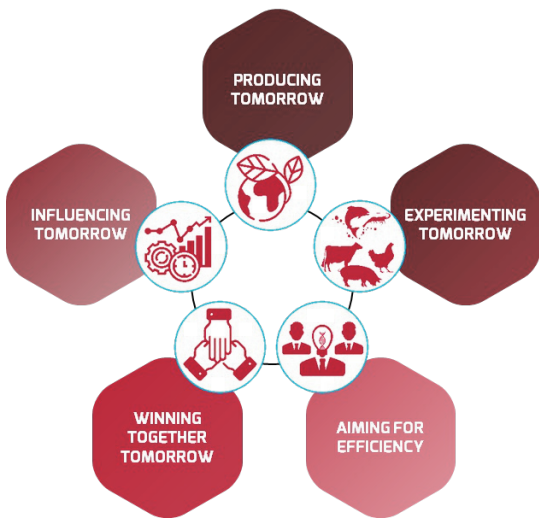 PRODUCING
TOMORROW
INFLUENCING
TOMORROW
EXPERIMENTING
TOMORROW
WINNING
TOGETHER
TOMORROW
AIMING FOR
EFFICIENCY